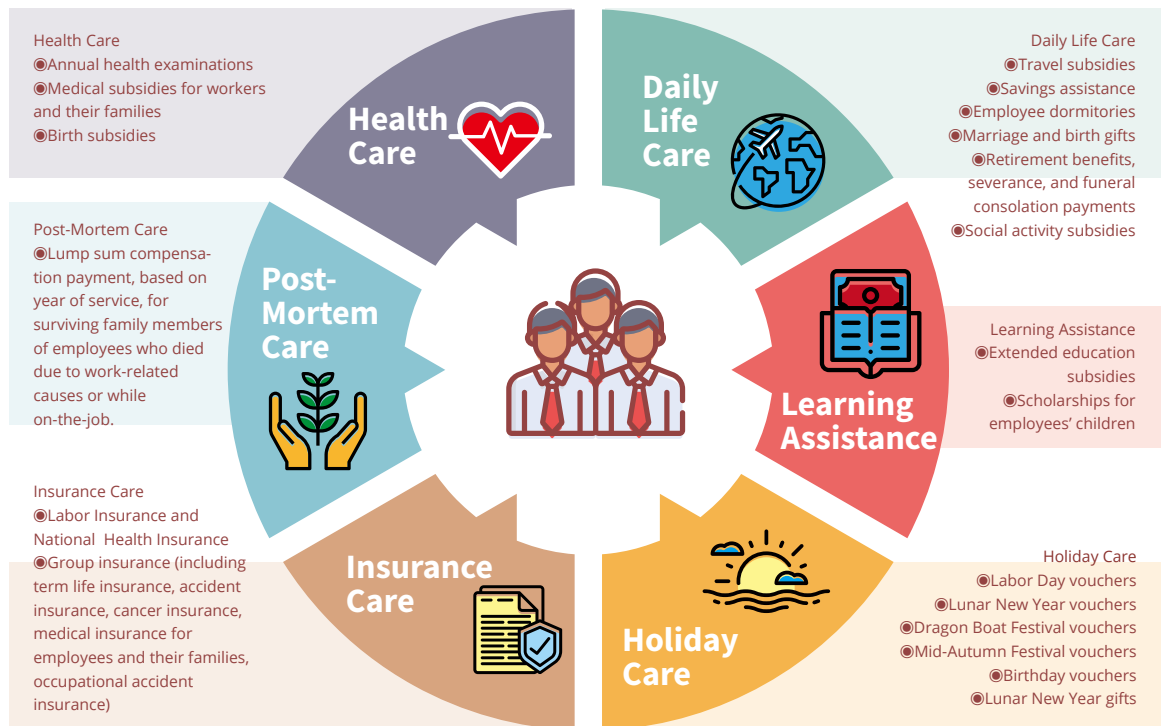 Health Care
◉Annual health examinations
◉Medical subsidies for workers
and their families
◉Birth subsidies
Health
Care
Daily
Life
Care
Daily Life Care
◉Travel subsidies
◉Savings assistance
◉Employee dormitories
◉Marriage and birth gifts
◉Retirement benefits,
severance, and funeral
consolation payments
◉Social activity subsidies
Post-Mortem Care
◉Lump sum compensa-
tion payment, based on
year of service, for
surviving family members
of employees who died
due to work-related
causes or while
on-the-job.
Post-
Mortem
Care
Learning
Assistance
Learning Assistance
◉Extended education
subsidies
◉Scholarships for
employees’ children
Insurance Care
◉Labor Insurance and
National  Health Insurance
◉Group insurance (including
term life insurance, accident
insurance, cancer insurance,
medical insurance for
employees and their families,
occupational accident
insurance)
Insurance
Care
Holiday
Care
Holiday Care
◉Labor Day vouchers
◉Lunar New Year vouchers
◉Dragon Boat Festival vouchers
◉Mid-Autumn Festival vouchers
◉Birthday vouchers
◉Lunar New Year gifts